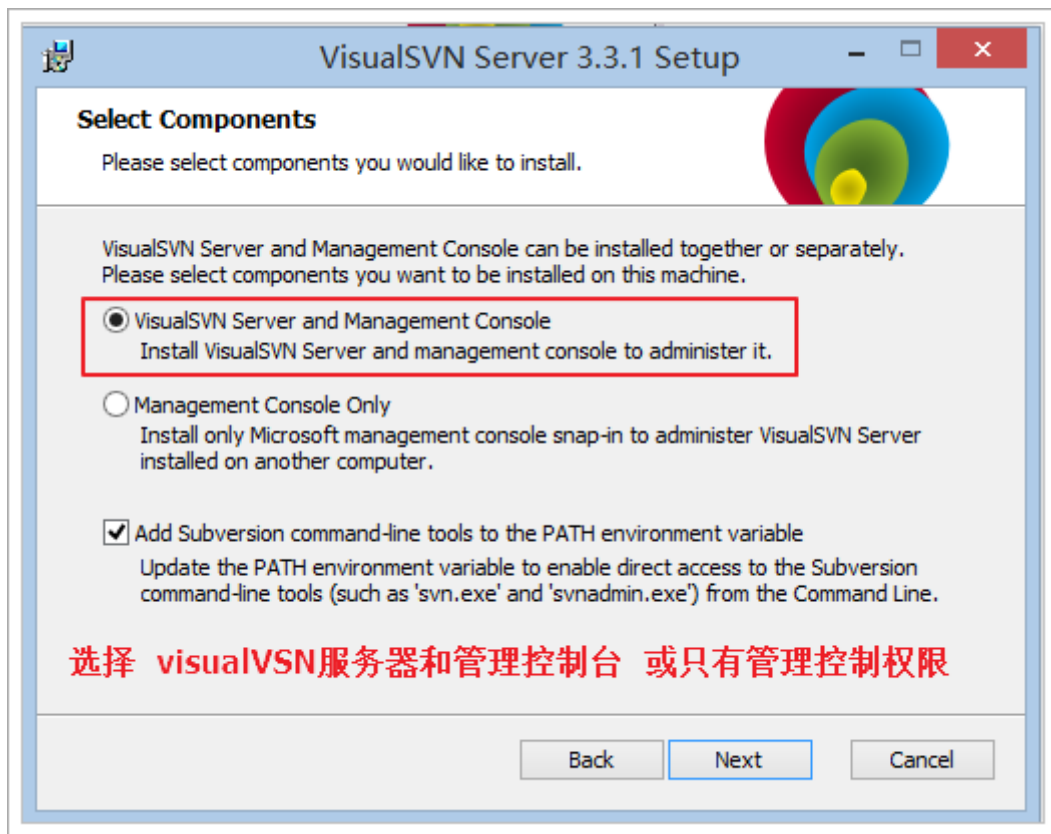 VisualSVN Server 3.3.1 Setup
Select Components
Please select components you would like to install.
VisualSVN Server and Management Console can be installed together or separately.
Please select components you want to be installed on this machine.
VisualSVN Server and Management Console
Install VisualSVN Server and management console to administer it.
Management Console Only
Install only Microsoft management console snap-in to administer VisualSVN Server
installed on another computer.
Add Subversion command-line tools to the PATH environment variable
Update the PATH environment variable to enable direct access to the Subversion
command-line tools (such as 'svn.exe' and 'svnadmin.exe') from the Command Line.
选择 visualVSN服务器和管理控制台 或只有管理控制权限
Back Next Cancel